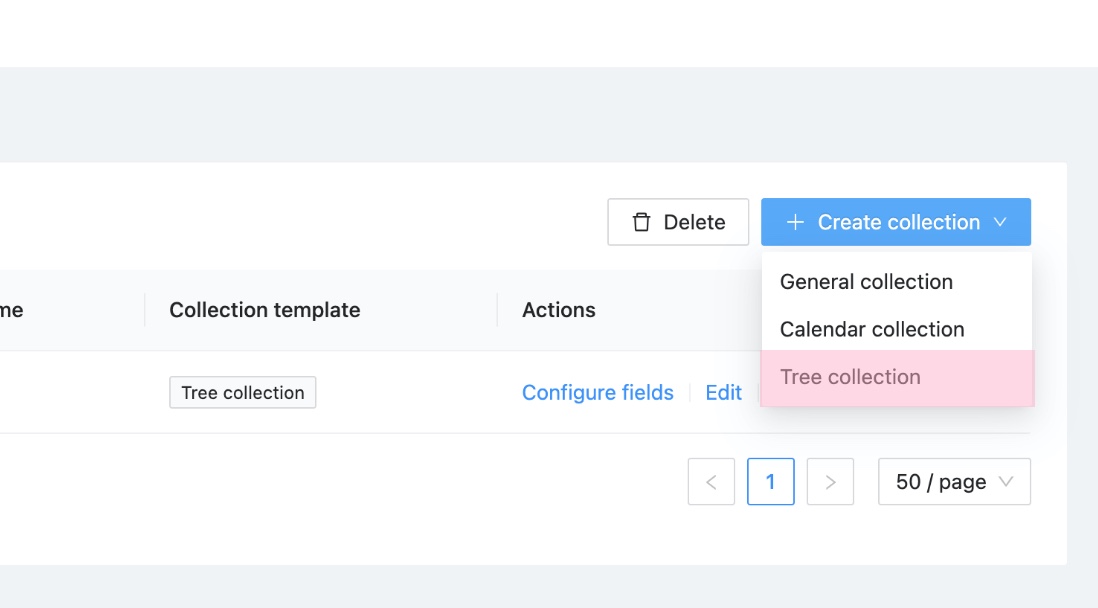 Delete
Create collection
General collection
Calendar collection
Tree collection
me
Collection template
Actions
Tree collection
Configure fields
Edit
1
50 / page